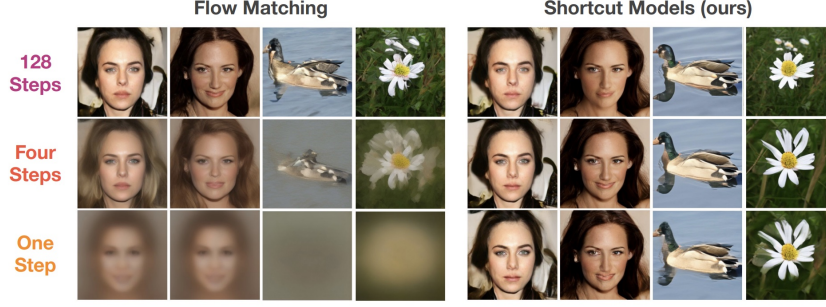 Flow Matching
Shortcut Models (ours)
128
Steps
Four
Steps
One
Step